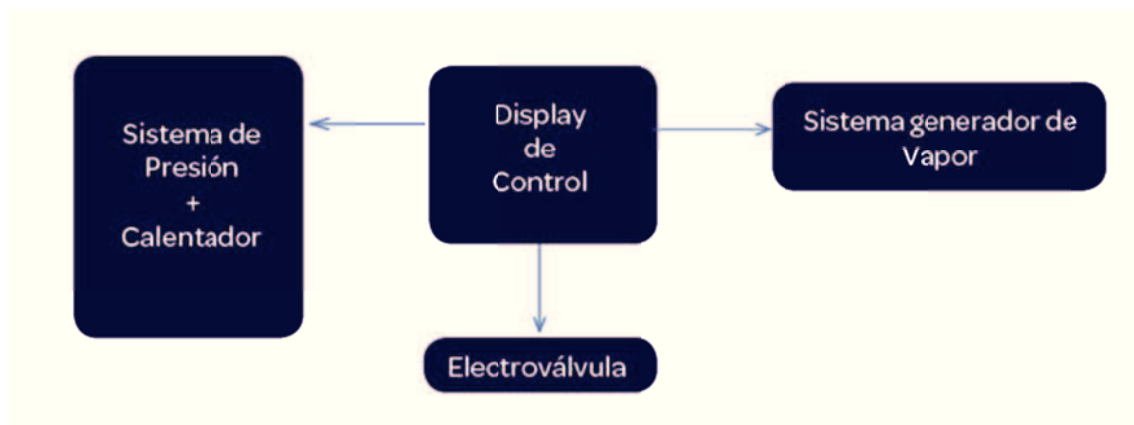 Sistema de
Presión
+
Calentador
Display
de
Control
Sistema generador de
Vapor
Electroválvula